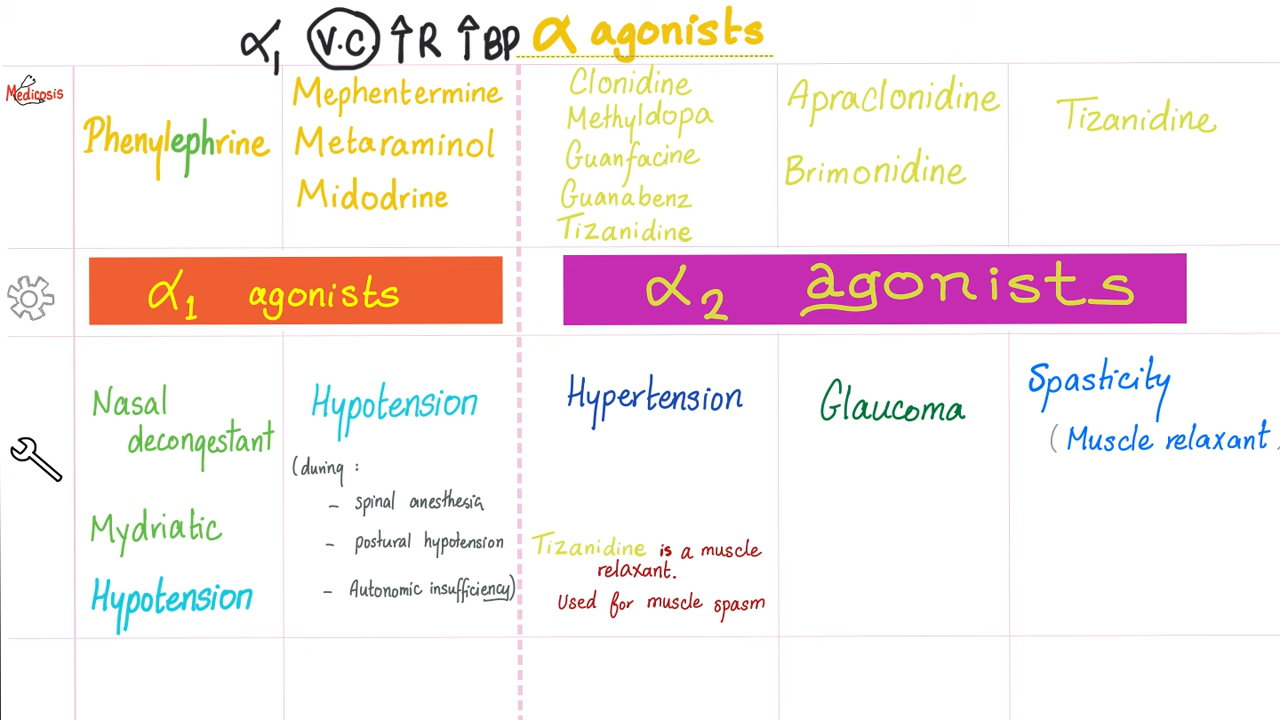 α1 V.C. ↑R ↑BP α agonists
Medicosis
Phenylephrine
Mephentermine
Metaraminol
Midodrine
Clonidine
Methyldopa
Guanfacine
Guanabenz
Tizanidine
Apraclonidine
Brimonidine
Tizanidine
α1 agonists
α2 agonists
Nasal
decongestant
Mydriatic
Hypotension
Hypotension
(during :
- spinal anesthesia
- postural hypotension
- Autonomic insufficiency)
Hypertension
Tizanidine is a muscle
relaxant.
Used for muscle spasm
Glaucoma
Spasticity
(Muscle relaxant)